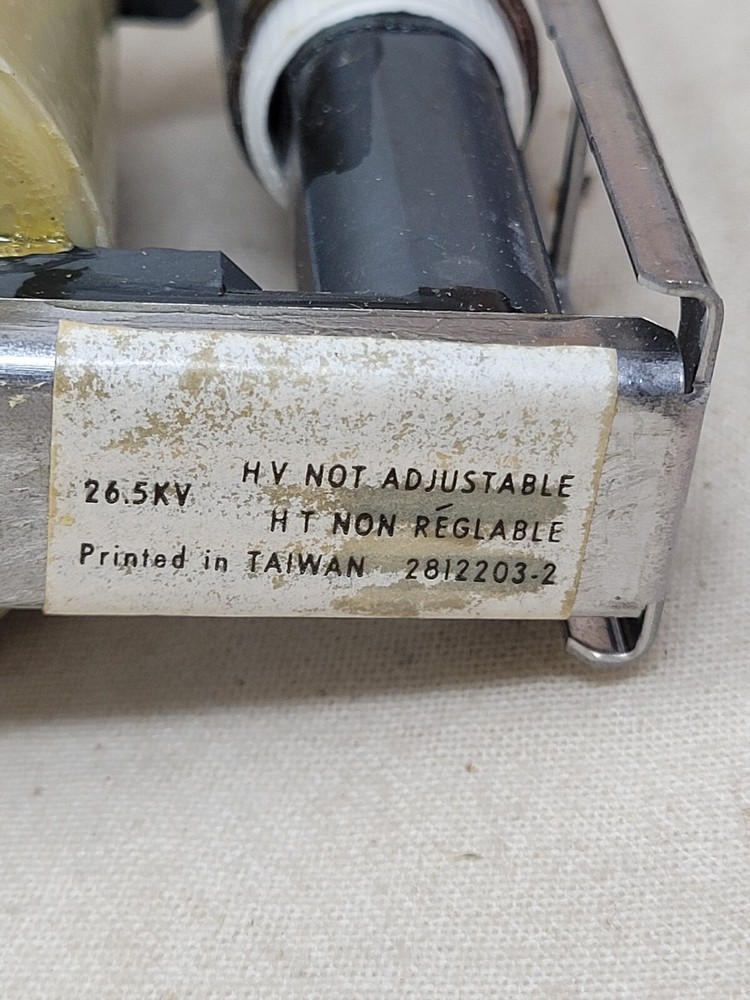 26.5KV HV NOT ADJUSTABLE
HT NON RÉGLABLE
Printed in TAIWAN 2812203-2